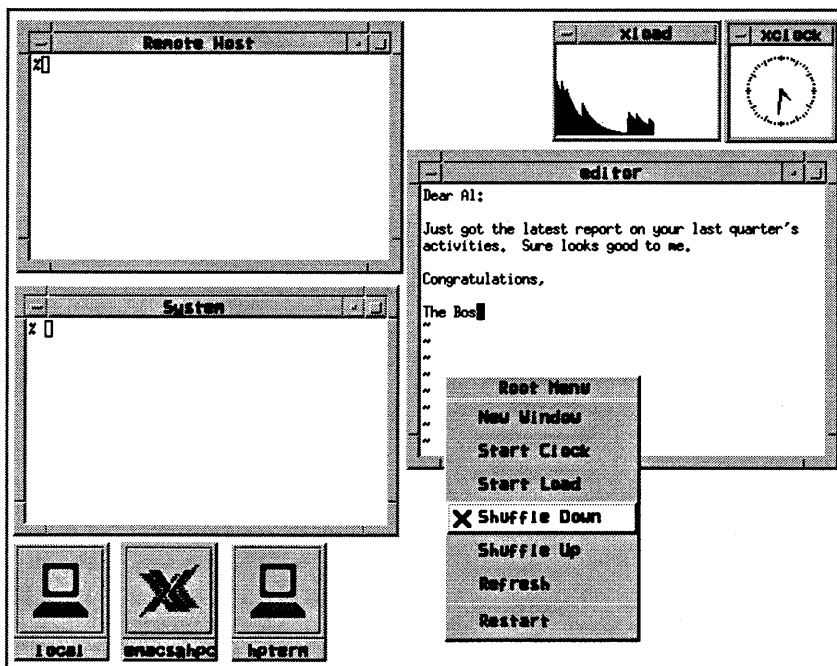 Remote Host
%
xload
xclock
editor
Dear Al:
Just got the latest report on your last quarter's
activities. Sure looks good to me.
Congratulations,
The Bos
~
~
~
~
~
~
~
~
System
%
Root Menu
New Window
Start Clock
Start Load
Shuffle Down
Shuffle Up
Refresh
Restart
local
emacs@hpc
hpterm